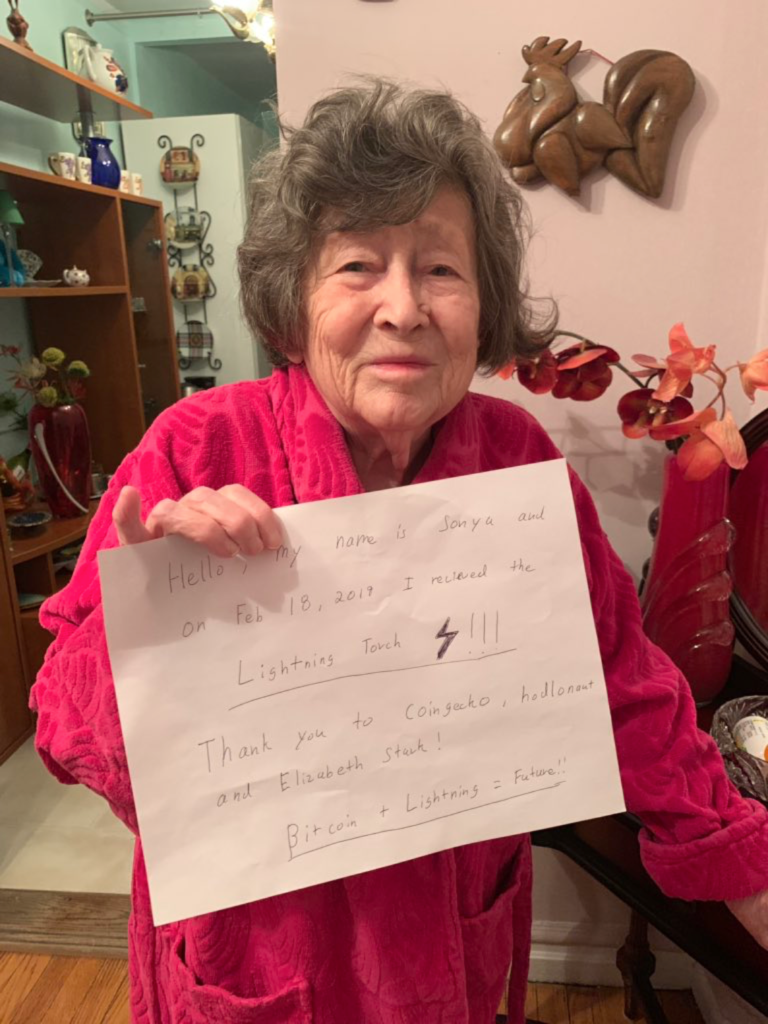 Hello, my name is Sonya and
on Feb 18, 2019 I recieved the
Lightning Torch ⚡!!!
Thank you to Coingecko, hodlonaut
and Elizabeth Stark!
Bitcoin + Lightning = Future!!